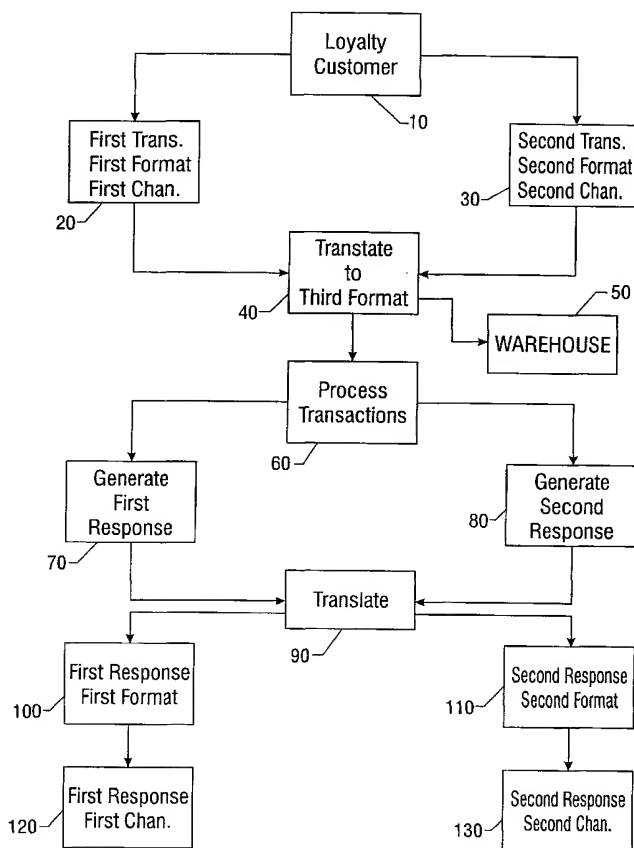 Loyalty
Customer
10
First Trans.
First Format
First Chan.
20
Second Trans.
Second Format
Second Chan.
30
Transtate
to
Third Format
40
50
WAREHOUSE
Process
Transactions
60
Generate
First
Response
70
Generate
Second
Response
80
Translate
90
First Response
First Format
100
Second Response
Second Format
110
First Response
First Chan.
120
Second Response
Second Chan.
130